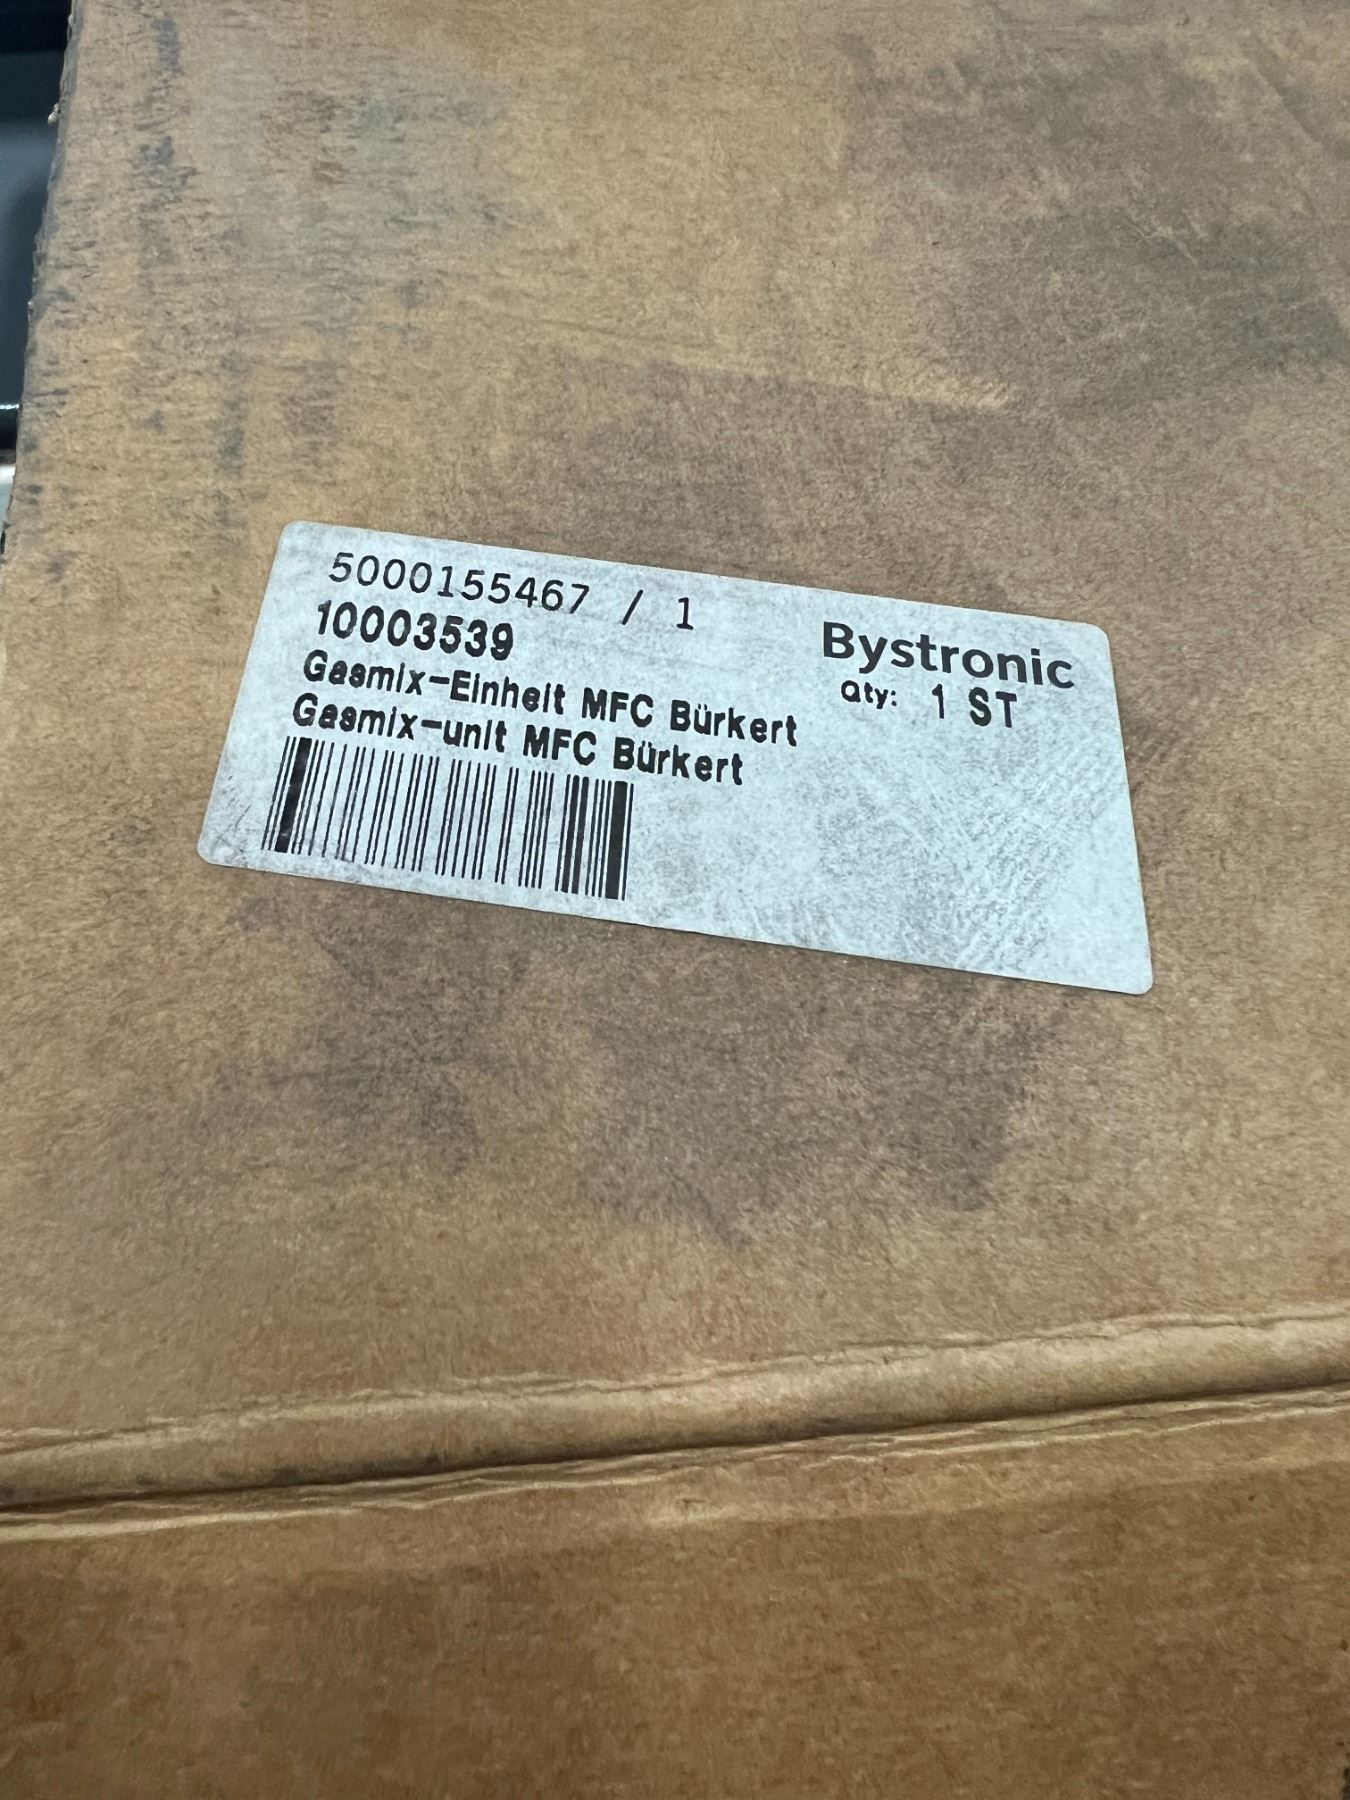 5000155467 / 1
10003539
Bystronic
Qty: 1 ST
Gasmix-Einheit MFC Bürkert
Gasmix-unit MFC Bürkert